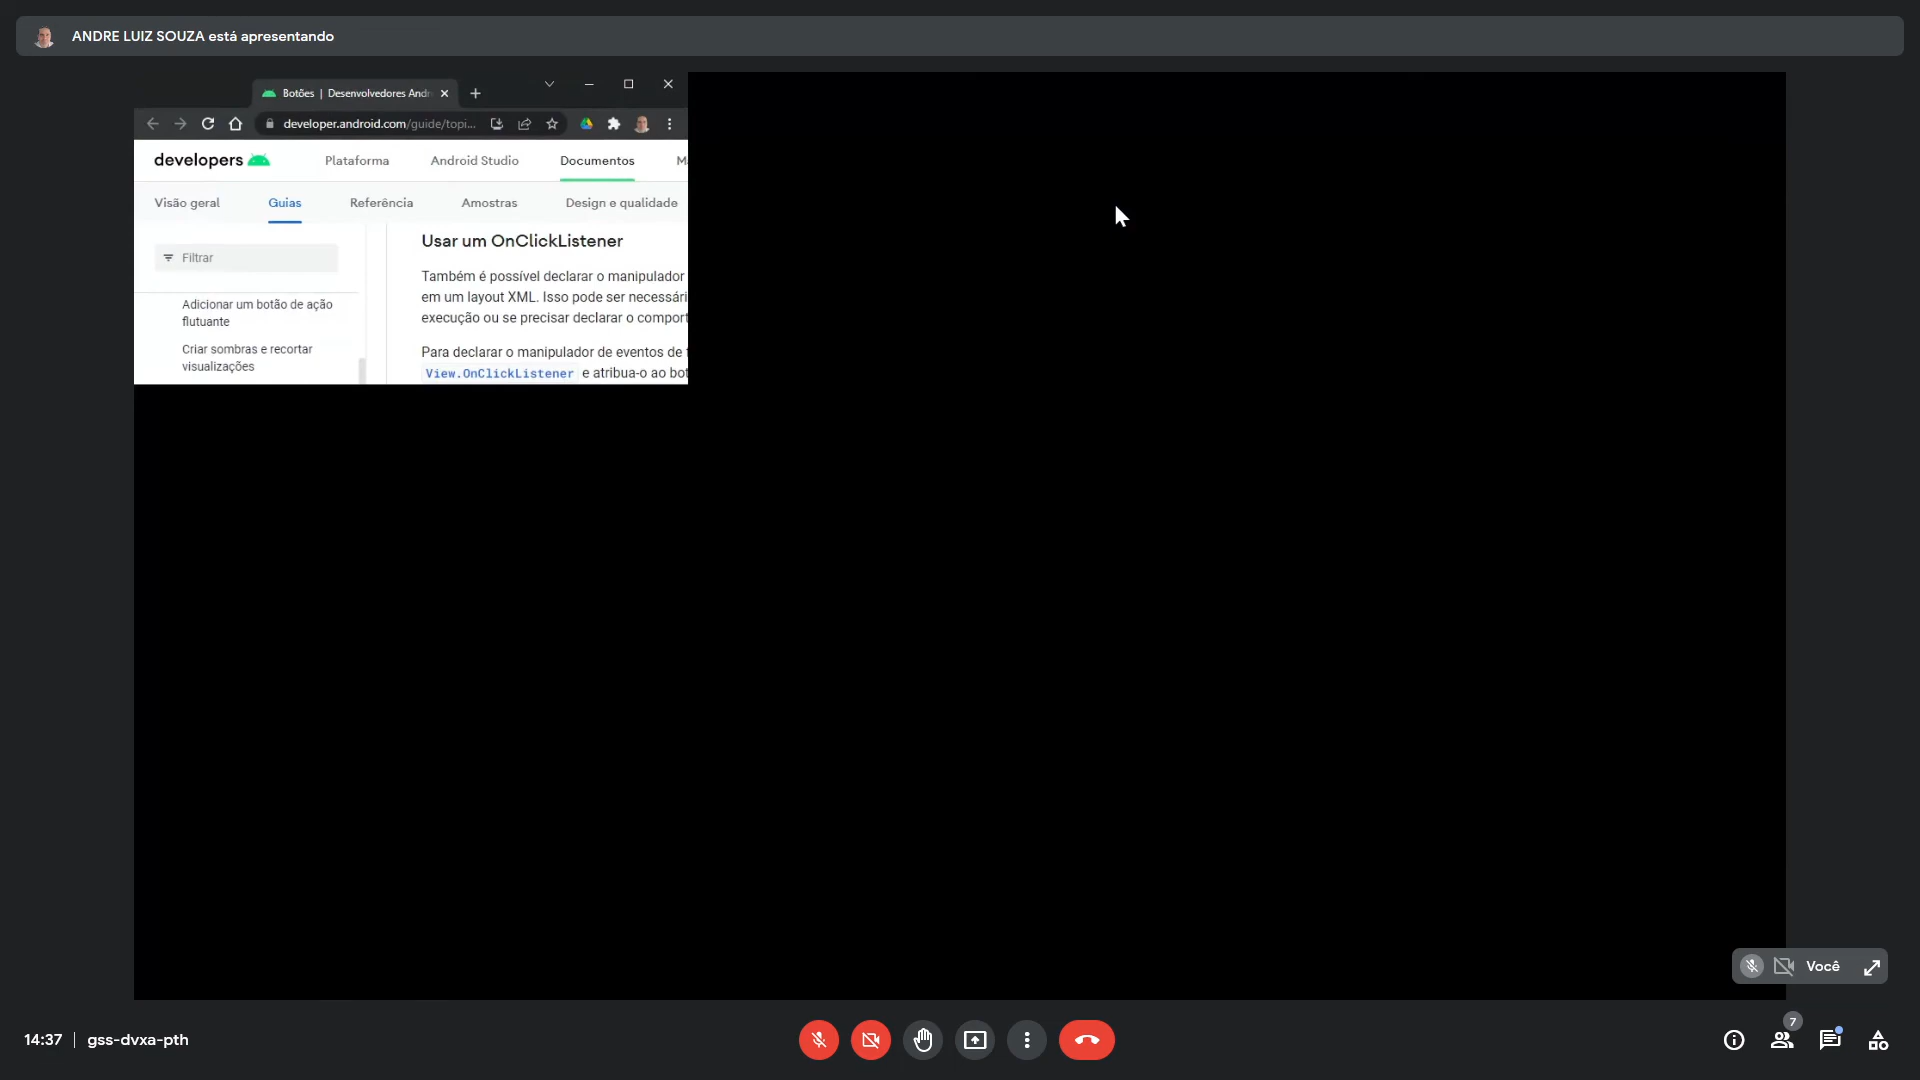 ANDRE LUIZ SOUZA está apresentando
Botões | Desenvolvedores Andr
developer.android.com/guide/topi...
developers
Plataforma
Android Studio
Documentos
M
Visão geral
Guias
Referência
Amostras
Design e qualidade
Filtrar
Adicionar um botão de ação
flutuante
Criar sombras e recortar
visualizações
Usar um OnClickListener
Também é possível declarar o manipulador
em um layout XML. Isso pode ser necessári
execução ou se precisar declarar o comport
Para declarar o manipulador de eventos de
View.OnClickListener e atribua-o ao bot
Você
14:37 | gss-dvxa-pth
7